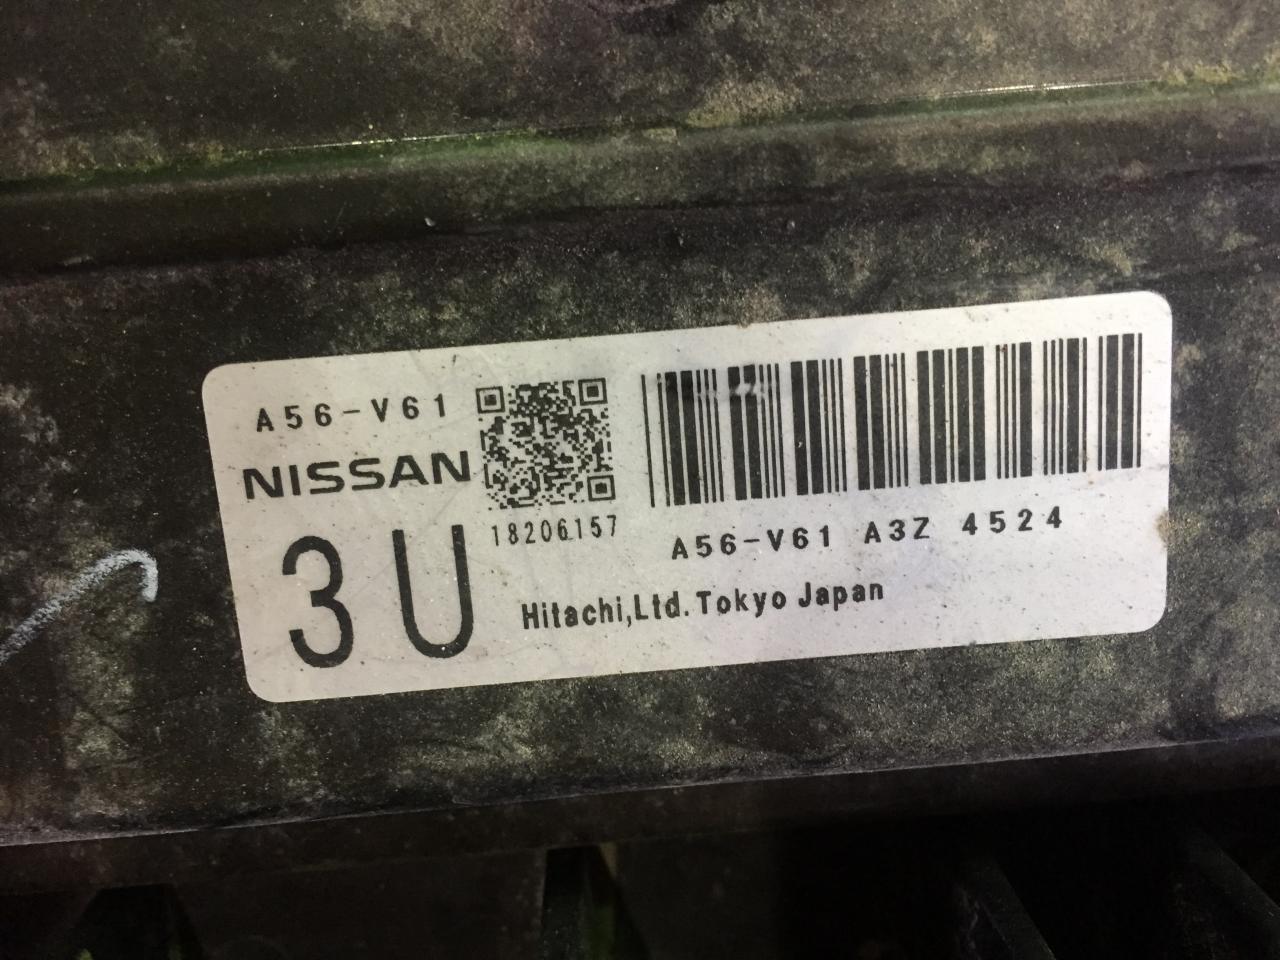 A56-V61
NISSAN
3U
18206157
A56-V61 A3Z 4524
Hitachi,Ltd.Tokyo Japan